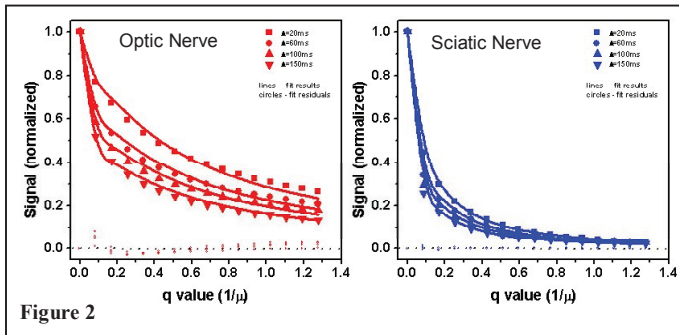 Optic Nerve
Δ=20ms
Δ=60ms
Δ=100ms
Δ=150ms
lines - fit results
circles - fit residuals
Signal (normalized)
1.0
0.8
0.6
0.4
0.2
0.0
0.0 0.2 0.4 0.6 0.8 1.0 1.2 1.4
q value (1/μ)
Sciatic Nerve
Δ=20ms
Δ=60ms
Δ=100ms
Δ=150ms
lines - fit results
circles - fit residuals
Signal (normalized)
1.0
0.8
0.6
0.4
0.2
0.0
0.0 0.2 0.4 0.6 0.8 1.0 1.2 1.4
q value (1/μ)
Figure 2